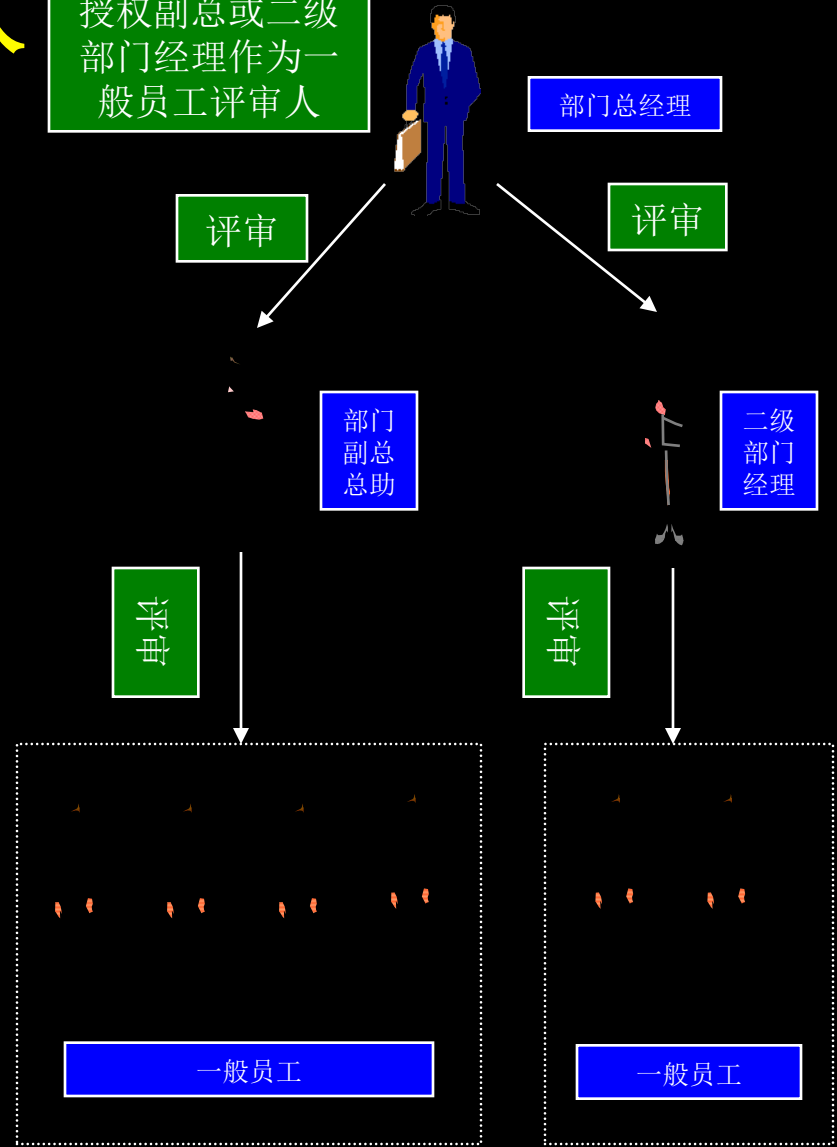 授权副总或二级
部门经理作为一
般员工评审人
部门总经理
评审
评审
部门
副总
总助
二级
部门
经理
评审
评审
一般员工
一般员工